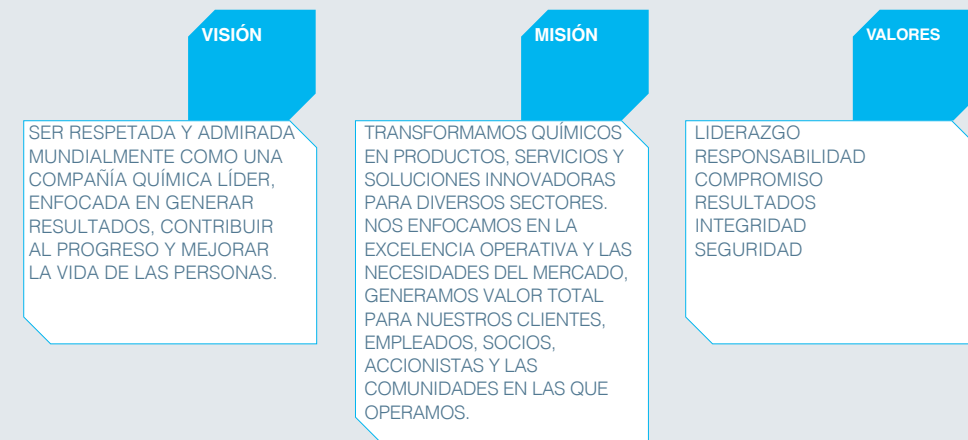 VISIÓN
SER RESPETADA Y ADMIRADA
MUNDIALMENTE COMO UNA
COMPAÑÍA QUÍMICA LÍDER,
ENFOCADA EN GENERAR
RESULTADOS, CONTRIBUIR
AL PROGRESO Y MEJORAR
LA VIDA DE LAS PERSONAS.
MISIÓN
TRANSFORMAMOS QUÍMICOS
EN PRODUCTOS, SERVICIOS Y
SOLUCIONES INNOVADORAS
PARA DIVERSOS SECTORES.
NOS ENFOCAMOS EN LA
EXCELENCIA OPERATIVA Y LAS
NECESIDADES DEL MERCADO,
GENERAMOS VALOR TOTAL
PARA NUESTROS CLIENTES,
EMPLEADOS, SOCIOS,
ACCIONISTAS Y LAS
COMUNIDADES EN LAS QUE
OPERAMOS.
VALORES
LIDERAZGO
RESPONSABILIDAD
COMPROMISO
RESULTADOS
INTEGRIDAD
SEGURIDAD